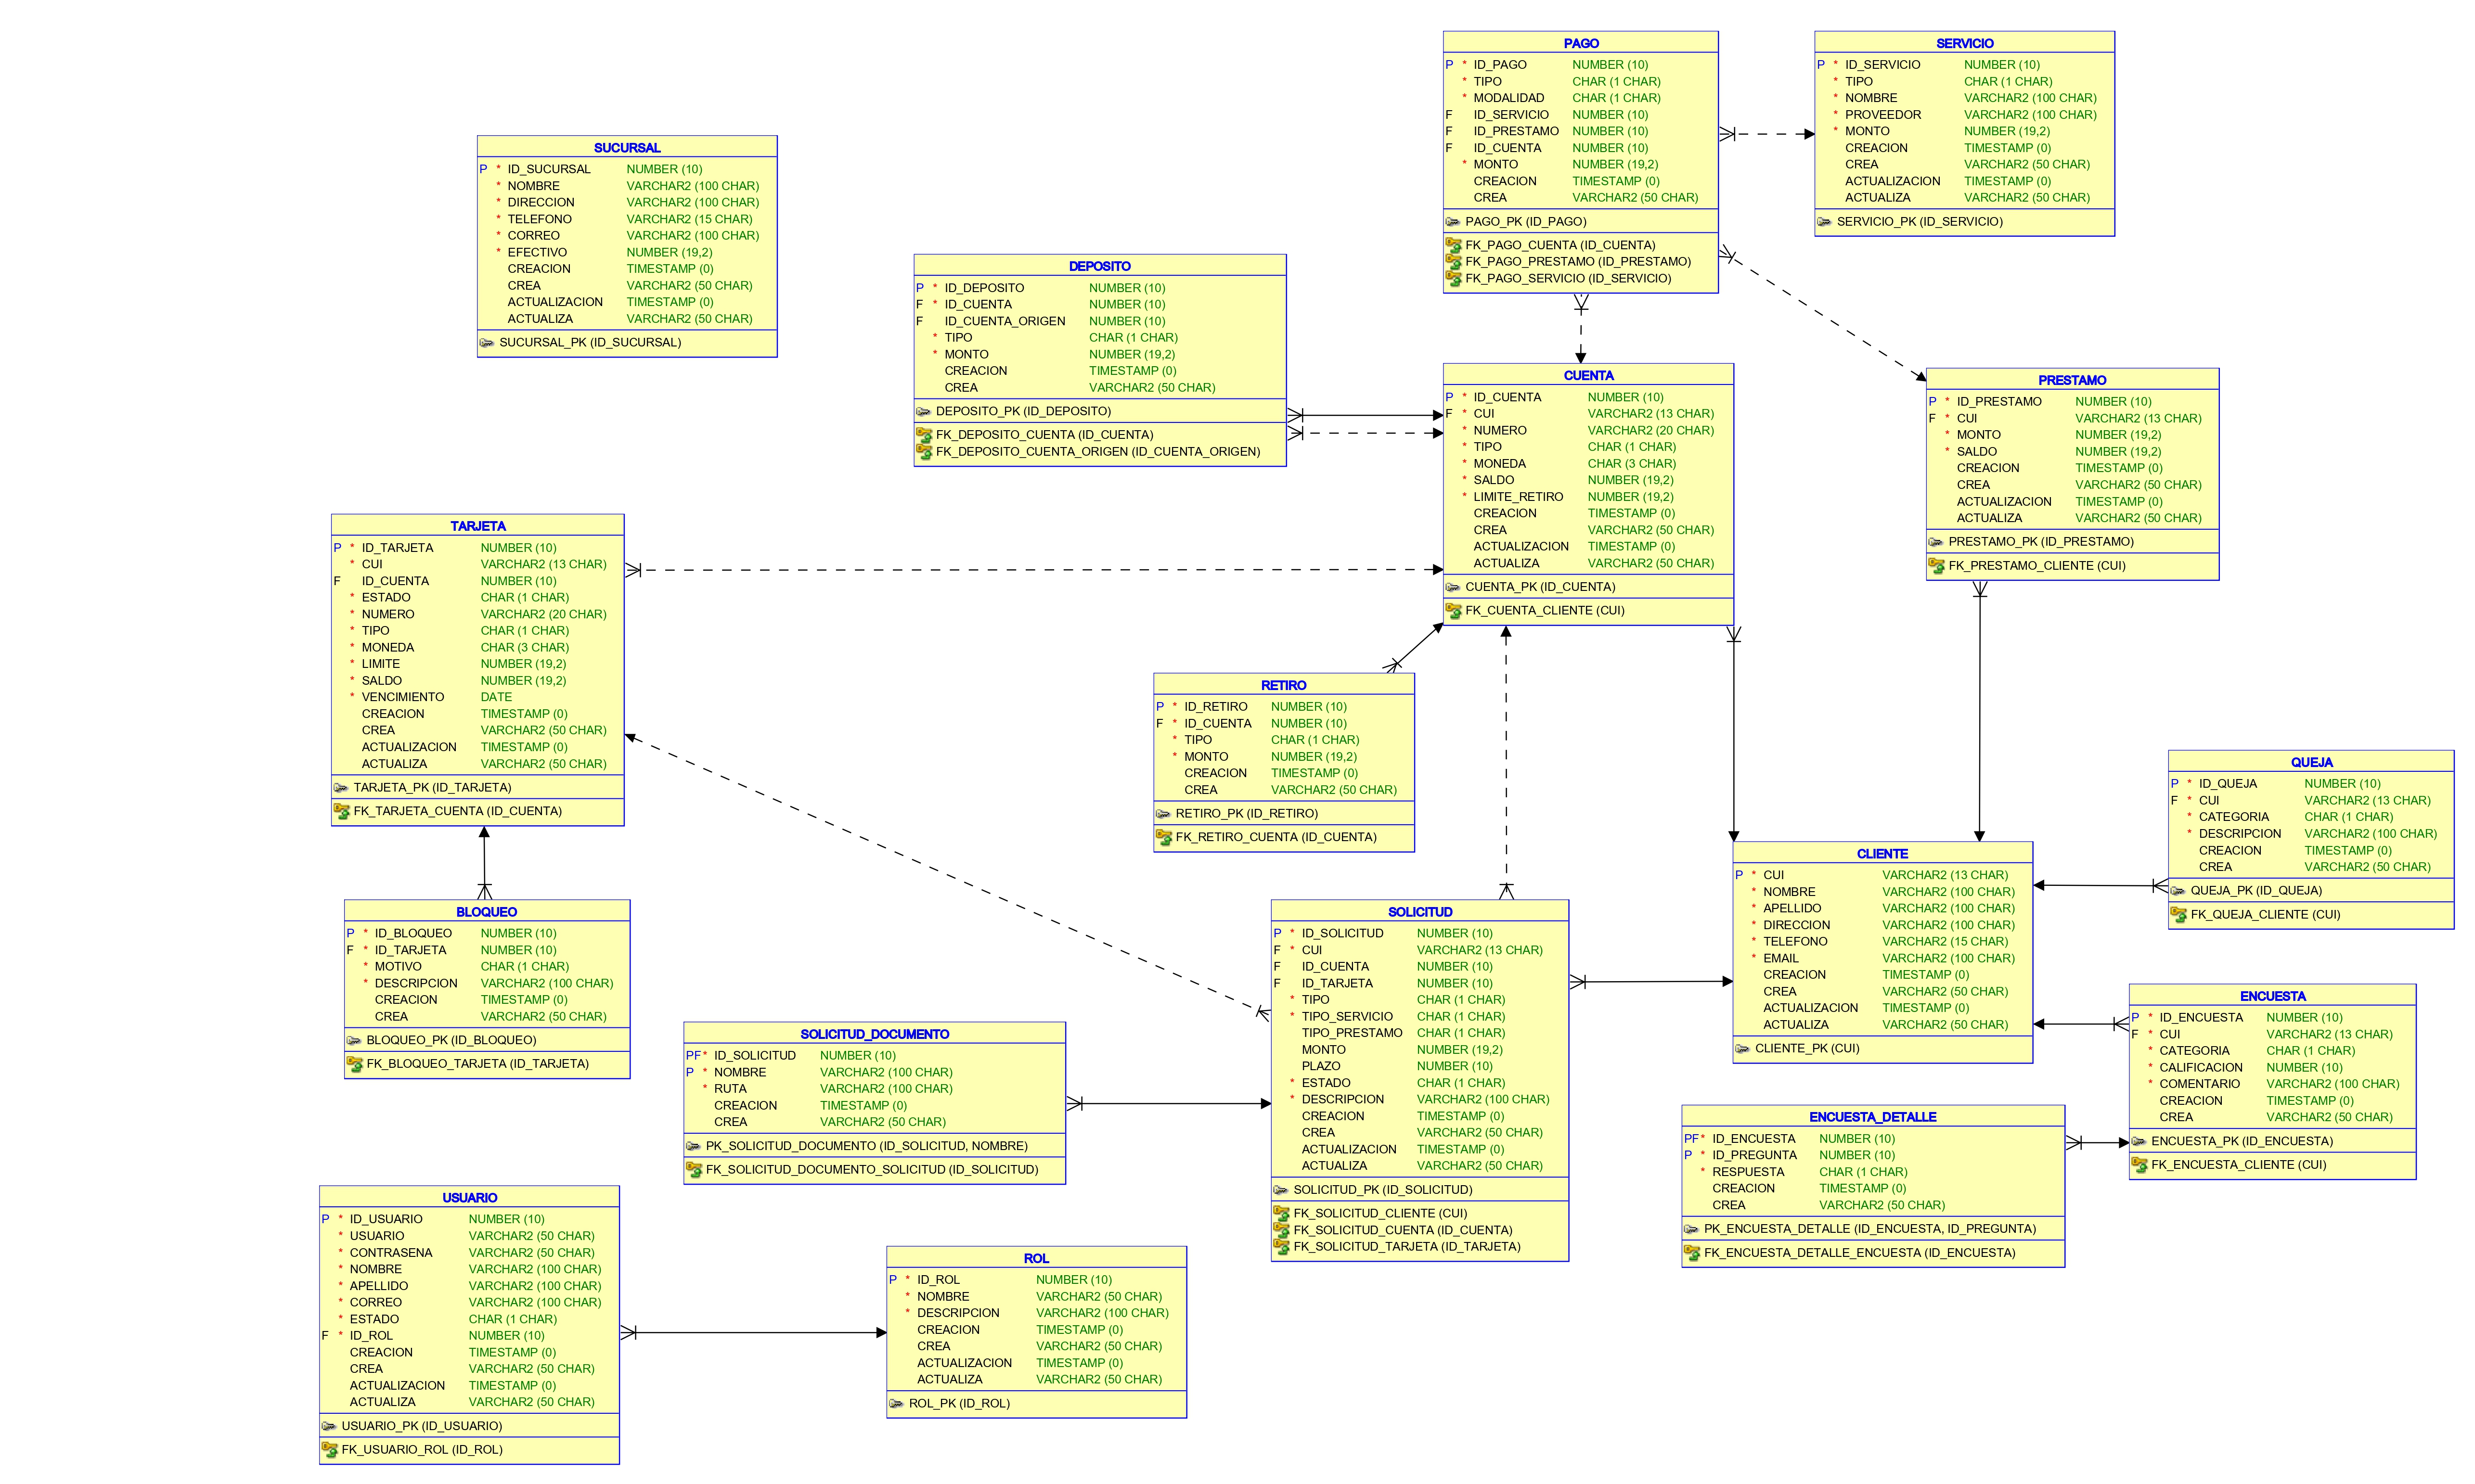 PAGO
P * ID_PAGO NUMBER (10)
* TIPO CHAR (1 CHAR)
* MODALIDAD CHAR (1 CHAR)
F ID_SERVICIO NUMBER (10)
F ID_PRESTAMO NUMBER (10)
F ID_CUENTA NUMBER (10)
* MONTO NUMBER (19,2)
CREACION TIMESTAMP (0)
CREA VARCHAR2 (50 CHAR)
PAGO_PK (ID_PAGO)
FK_PAGO_CUENTA (ID_CUENTA)
FK_PAGO_PRESTAMO (ID_PRESTAMO)
FK_PAGO_SERVICIO (ID_SERVICIO)
SERVICIO
P * ID_SERVICIO NUMBER (10)
* TIPO CHAR (1 CHAR)
* NOMBRE VARCHAR2 (100 CHAR)
* PROVEEDOR VARCHAR2 (100 CHAR)
* MONTO NUMBER (19,2)
CREACION TIMESTAMP (0)
CREA VARCHAR2 (50 CHAR)
ACTUALIZACION TIMESTAMP (0)
ACTUALIZA VARCHAR2 (50 CHAR)
SERVICIO_PK (ID_SERVICIO)
SUCURSAL
P * ID_SUCURSAL NUMBER (10)
* NOMBRE VARCHAR2 (100 CHAR)
* DIRECCION VARCHAR2 (100 CHAR)
* TELEFONO VARCHAR2 (15 CHAR)
* CORREO VARCHAR2 (100 CHAR)
* EFECTIVO NUMBER (19,2)
CREACION TIMESTAMP (0)
CREA VARCHAR2 (50 CHAR)
ACTUALIZACION TIMESTAMP (0)
ACTUALIZA VARCHAR2 (50 CHAR)
SUCURSAL_PK (ID_SUCURSAL)
DEPOSITO
P * ID_DEPOSITO NUMBER (10)
F * ID_CUENTA NUMBER (10)
F ID_CUENTA_ORIGEN NUMBER (10)
* TIPO CHAR (1 CHAR)
* MONTO NUMBER (19,2)
CREACION TIMESTAMP (0)
CREA VARCHAR2 (50 CHAR)
DEPOSITO_PK (ID_DEPOSITO)
FK_DEPOSITO_CUENTA (ID_CUENTA)
FK_DEPOSITO_CUENTA_ORIGEN (ID_CUENTA_ORIGEN)
CUENTA
P * ID_CUENTA NUMBER (10)
F * CUI VARCHAR2 (13 CHAR)
* NUMERO VARCHAR2 (20 CHAR)
* TIPO CHAR (1 CHAR)
* MONEDA CHAR (3 CHAR)
* SALDO NUMBER (19,2)
* LIMITE_RETIRO NUMBER (19,2)
CREACION TIMESTAMP (0)
CREA VARCHAR2 (50 CHAR)
ACTUALIZACION TIMESTAMP (0)
ACTUALIZA VARCHAR2 (50 CHAR)
CUENTA_PK (ID_CUENTA)
FK_CUENTA_CLIENTE (CUI)
PRESTAMO
P * ID_PRESTAMO NUMBER (10)
F * CUI VARCHAR2 (13 CHAR)
* MONTO NUMBER (19,2)
* SALDO NUMBER (19,2)
CREACION TIMESTAMP (0)
CREA VARCHAR2 (50 CHAR)
ACTUALIZACION TIMESTAMP (0)
ACTUALIZA VARCHAR2 (50 CHAR)
PRESTAMO_PK (ID_PRESTAMO)
FK_PRESTAMO_CLIENTE (CUI)
TARJETA
P * ID_TARJETA NUMBER (10)
* CUI VARCHAR2 (13 CHAR)
F ID_CUENTA NUMBER (10)
* ESTADO CHAR (1 CHAR)
* NUMERO VARCHAR2 (20 CHAR)
* TIPO CHAR (1 CHAR)
* MONEDA CHAR (3 CHAR)
* LIMITE NUMBER (19,2)
* SALDO NUMBER (19,2)
* VENCIMIENTO DATE
CREACION TIMESTAMP (0)
CREA VARCHAR2 (50 CHAR)
ACTUALIZACION TIMESTAMP (0)
ACTUALIZA VARCHAR2 (50 CHAR)
TARJETA_PK (ID_TARJETA)
FK_TARJETA_CUENTA (ID_CUENTA)
RETIRO
P * ID_RETIRO NUMBER (10)
F * ID_CUENTA NUMBER (10)
* TIPO CHAR (1 CHAR)
* MONTO NUMBER (19,2)
CREACION TIMESTAMP (0)
CREA VARCHAR2 (50 CHAR)
RETIRO_PK (ID_RETIRO)
FK_RETIRO_CUENTA (ID_CUENTA)
QUEJA
P * ID_QUEJA NUMBER (10)
F * CUI VARCHAR2 (13 CHAR)
* CATEGORIA CHAR (1 CHAR)
* DESCRIPCION VARCHAR2 (100 CHAR)
CREACION TIMESTAMP (0)
CREA VARCHAR2 (50 CHAR)
QUEJA_PK (ID_QUEJA)
FK_QUEJA_CLIENTE (CUI)
CLIENTE
P * CUI VARCHAR2 (13 CHAR)
* NOMBRE VARCHAR2 (100 CHAR)
* APELLIDO VARCHAR2 (100 CHAR)
* DIRECCION VARCHAR2 (100 CHAR)
* TELEFONO VARCHAR2 (15 CHAR)
* EMAIL VARCHAR2 (100 CHAR)
CREACION TIMESTAMP (0)
CREA VARCHAR2 (50 CHAR)
ACTUALIZACION TIMESTAMP (0)
ACTUALIZA VARCHAR2 (50 CHAR)
CLIENTE_PK (CUI)
BLOQUEO
P * ID_BLOQUEO NUMBER (10)
F * ID_TARJETA NUMBER (10)
* MOTIVO CHAR (1 CHAR)
* DESCRIPCION VARCHAR2 (100 CHAR)
CREACION TIMESTAMP (0)
CREA VARCHAR2 (50 CHAR)
BLOQUEO_PK (ID_BLOQUEO)
FK_BLOQUEO_TARJETA (ID_TARJETA)
SOLICITUD
P * ID_SOLICITUD NUMBER (10)
F * CUI VARCHAR2 (13 CHAR)
F ID_CUENTA NUMBER (10)
F ID_TARJETA NUMBER (10)
* TIPO CHAR (1 CHAR)
* TIPO_SERVICIO CHAR (1 CHAR)
TIPO_PRESTAMO CHAR (1 CHAR)
MONTO NUMBER (19,2)
PLAZO NUMBER (10)
* ESTADO CHAR (1 CHAR)
* DESCRIPCION VARCHAR2 (100 CHAR)
CREACION TIMESTAMP (0)
CREA VARCHAR2 (50 CHAR)
ACTUALIZACION TIMESTAMP (0)
ACTUALIZA VARCHAR2 (50 CHAR)
SOLICITUD_PK (ID_SOLICITUD)
FK_SOLICITUD_CLIENTE (CUI)
FK_SOLICITUD_CUENTA (ID_CUENTA)
FK_SOLICITUD_TARJETA (ID_TARJETA)
ENCUESTA
P * ID_ENCUESTA NUMBER (10)
F * CUI VARCHAR2 (13 CHAR)
* CATEGORIA CHAR (1 CHAR)
* CALIFICACION NUMBER (10)
* COMENTARIO VARCHAR2 (100 CHAR)
CREACION TIMESTAMP (0)
CREA VARCHAR2 (50 CHAR)
ENCUESTA_PK (ID_ENCUESTA)
FK_ENCUESTA_CLIENTE (CUI)
SOLICITUD_DOCUMENTO
PF * ID_SOLICITUD NUMBER (10)
P * NOMBRE VARCHAR2 (100 CHAR)
* RUTA VARCHAR2 (100 CHAR)
CREACION TIMESTAMP (0)
CREA VARCHAR2 (50 CHAR)
PK_SOLICITUD_DOCUMENTO (ID_SOLICITUD, NOMBRE)
FK_SOLICITUD_DOCUMENTO_SOLICITUD (ID_SOLICITUD)
ENCUESTA_DETALLE
PF * ID_ENCUESTA NUMBER (10)
P * ID_PREGUNTA NUMBER (10)
* RESPUESTA CHAR (1 CHAR)
CREACION TIMESTAMP (0)
CREA VARCHAR2 (50 CHAR)
PK_ENCUESTA_DETALLE (ID_ENCUESTA, ID_PREGUNTA)
FK_ENCUESTA_DETALLE_ENCUESTA (ID_ENCUESTA)
USUARIO
P * ID_USUARIO NUMBER (10)
* USUARIO VARCHAR2 (50 CHAR)
* CONTRASENA VARCHAR2 (50 CHAR)
* NOMBRE VARCHAR2 (100 CHAR)
* APELLIDO VARCHAR2 (100 CHAR)
* CORREO VARCHAR2 (100 CHAR)
* ESTADO CHAR (1 CHAR)
F * ID_ROL NUMBER (10)
CREACION TIMESTAMP (0)
CREA VARCHAR2 (50 CHAR)
ACTUALIZACION TIMESTAMP (0)
ACTUALIZA VARCHAR2 (50 CHAR)
USUARIO_PK (ID_USUARIO)
FK_USUARIO_ROL (ID_ROL)
ROL
P * ID_ROL NUMBER (10)
* NOMBRE VARCHAR2 (50 CHAR)
* DESCRIPCION VARCHAR2 (100 CHAR)
CREACION TIMESTAMP (0)
CREA VARCHAR2 (50 CHAR)
ACTUALIZACION TIMESTAMP (0)
ACTUALIZA VARCHAR2 (50 CHAR)
ROL_PK (ID_ROL)